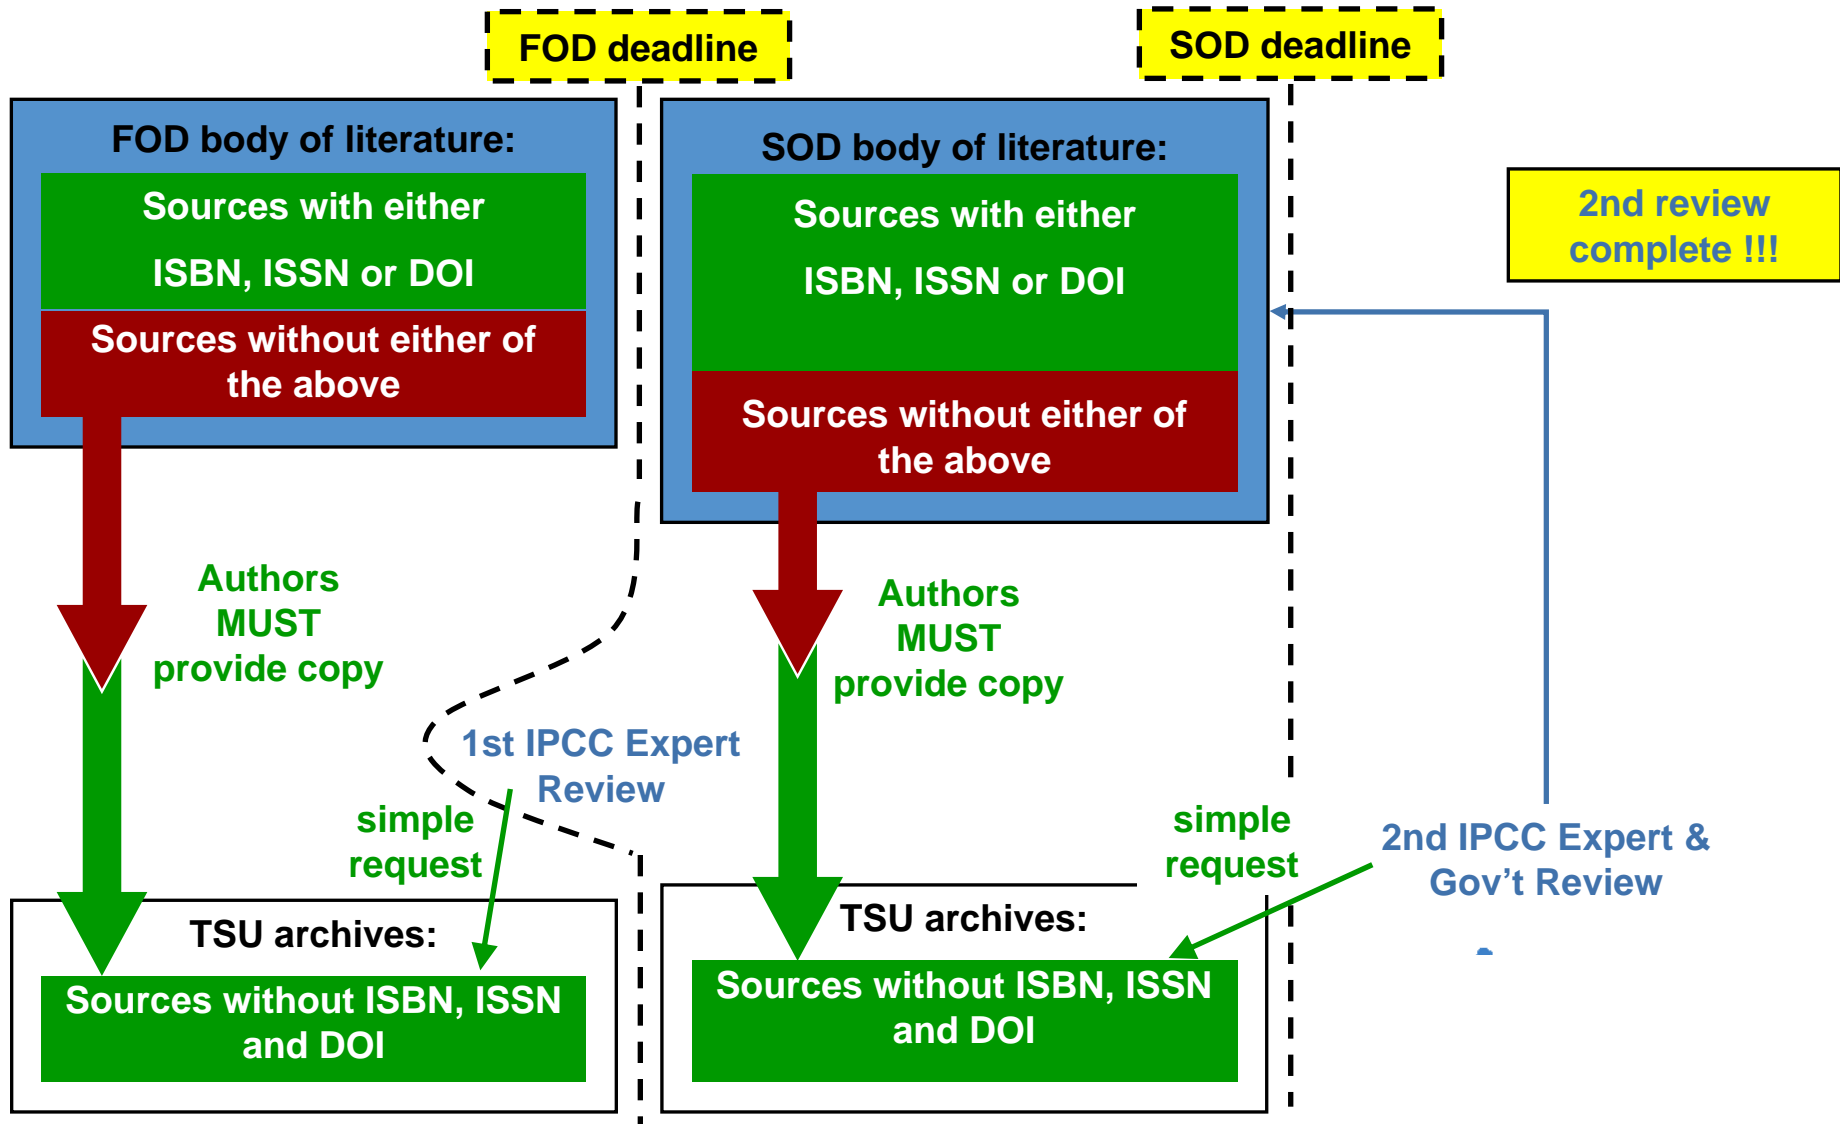 FOD deadline
SOD deadline
FOD body of literature:
Sources with either
ISBN, ISSN or DOI
Sources without either of
the above
SOD body of literature:
Sources with either
ISBN, ISSN or DOI
Sources without either of
the above
2nd review
complete !!!
Authors
MUST
provide copy
Authors
MUST
provide copy
1st IPCC Expert
Review
simple
request
simple
request
2nd IPCC Expert &
Gov’t Review
TSU archives:
Sources without ISBN, ISSN
and DOI
TSU archives:
Sources without ISBN, ISSN
and DOI